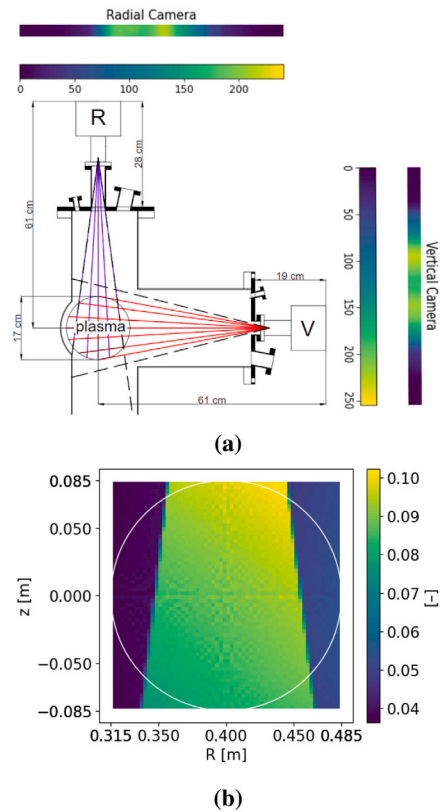 Radial Camera
0 50 100 150 200
R
28 cm
61 cm
0
50
100
150
200
250
Vertical Camera
19 cm
plasma
V
17 cm
61 cm
(a)
0.085
0.050
0.000
−0.050
−0.085
z [m]
0.315 0.350 0.400 0.450 0.485
R [m]
0.10
0.09
0.08
0.07
0.06
0.05
0.04
[-]
(b)